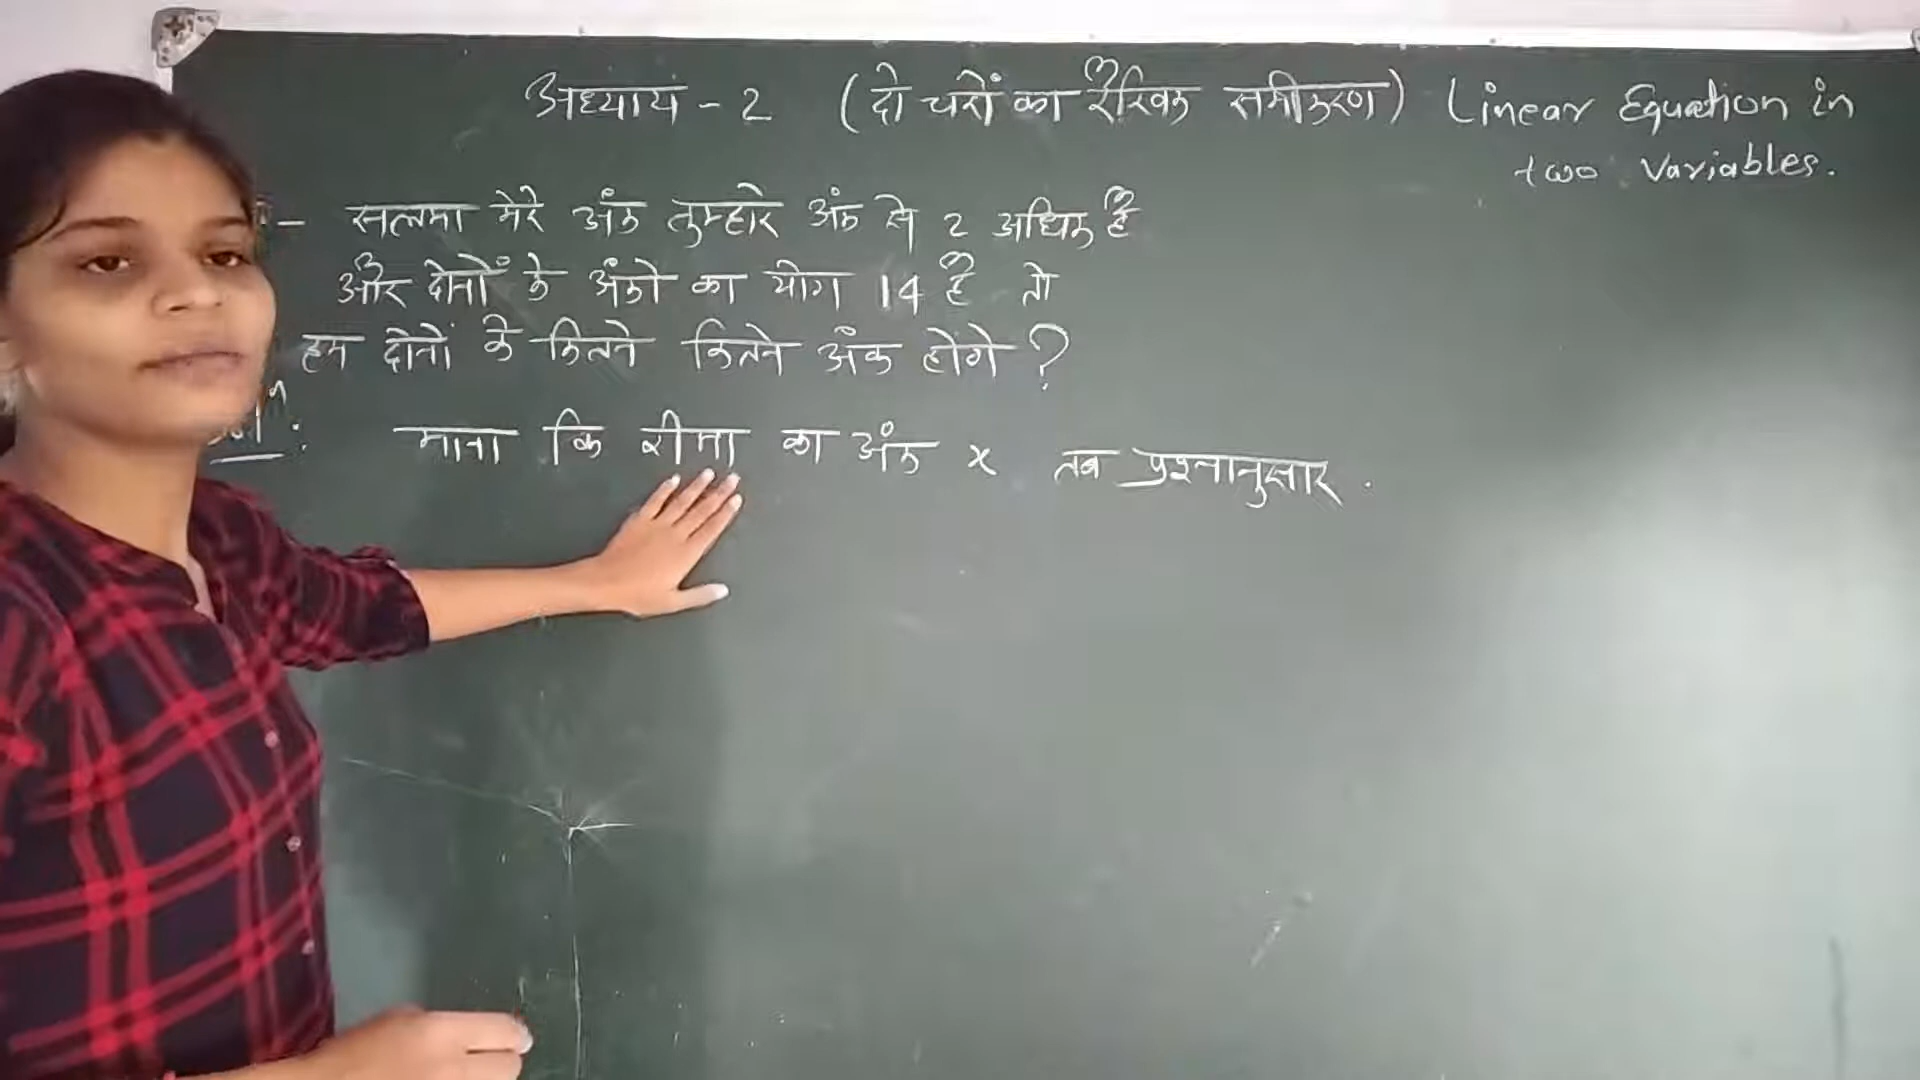 अध्याय - 2 (दो चरों का रैखिक समीकरण) Linear Equation in
two Variables.
- सलमा मेरे अंक तुम्हारे अंक से 2 अधिक है
और दोनों के अंको का योग 14 है तो
हम दोनों के कितने कितने अंक होंगे ?
माना कि रीमा का अंक x तब प्रश्नानुसार .